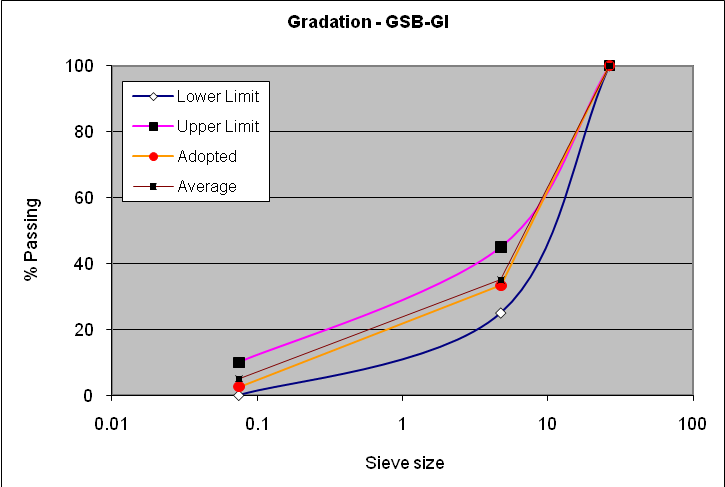 Gradation - GSB-GI
% Passing
100
80
60
40
20
0
Lower Limit
Upper Limit
Adopted
Average
0.01
0.1
1
10
100
Sieve size